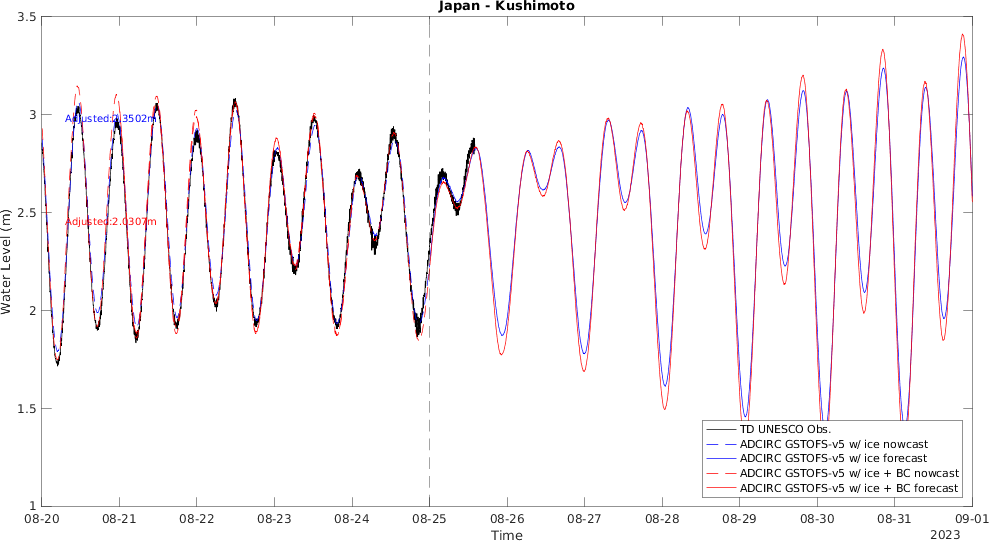 Japan - Kushimoto
3.5
3
2.5
2
1.5
1
Water Level (m)
Adjusted:2.3502m
Adjusted:2.0307m
TD UNESCO Obs.
ADCIRC GSTOFS-v5 w/ ice nowcast
ADCIRC GSTOFS-v5 w/ ice forecast
ADCIRC GSTOFS-v5 w/ ice + BC nowcast
ADCIRC GSTOFS-v5 w/ ice + BC forecast
08-20 08-21 08-22 08-23 08-24 08-25 08-26 08-27 08-28 08-29 08-30 08-31 09-01
Time
2023